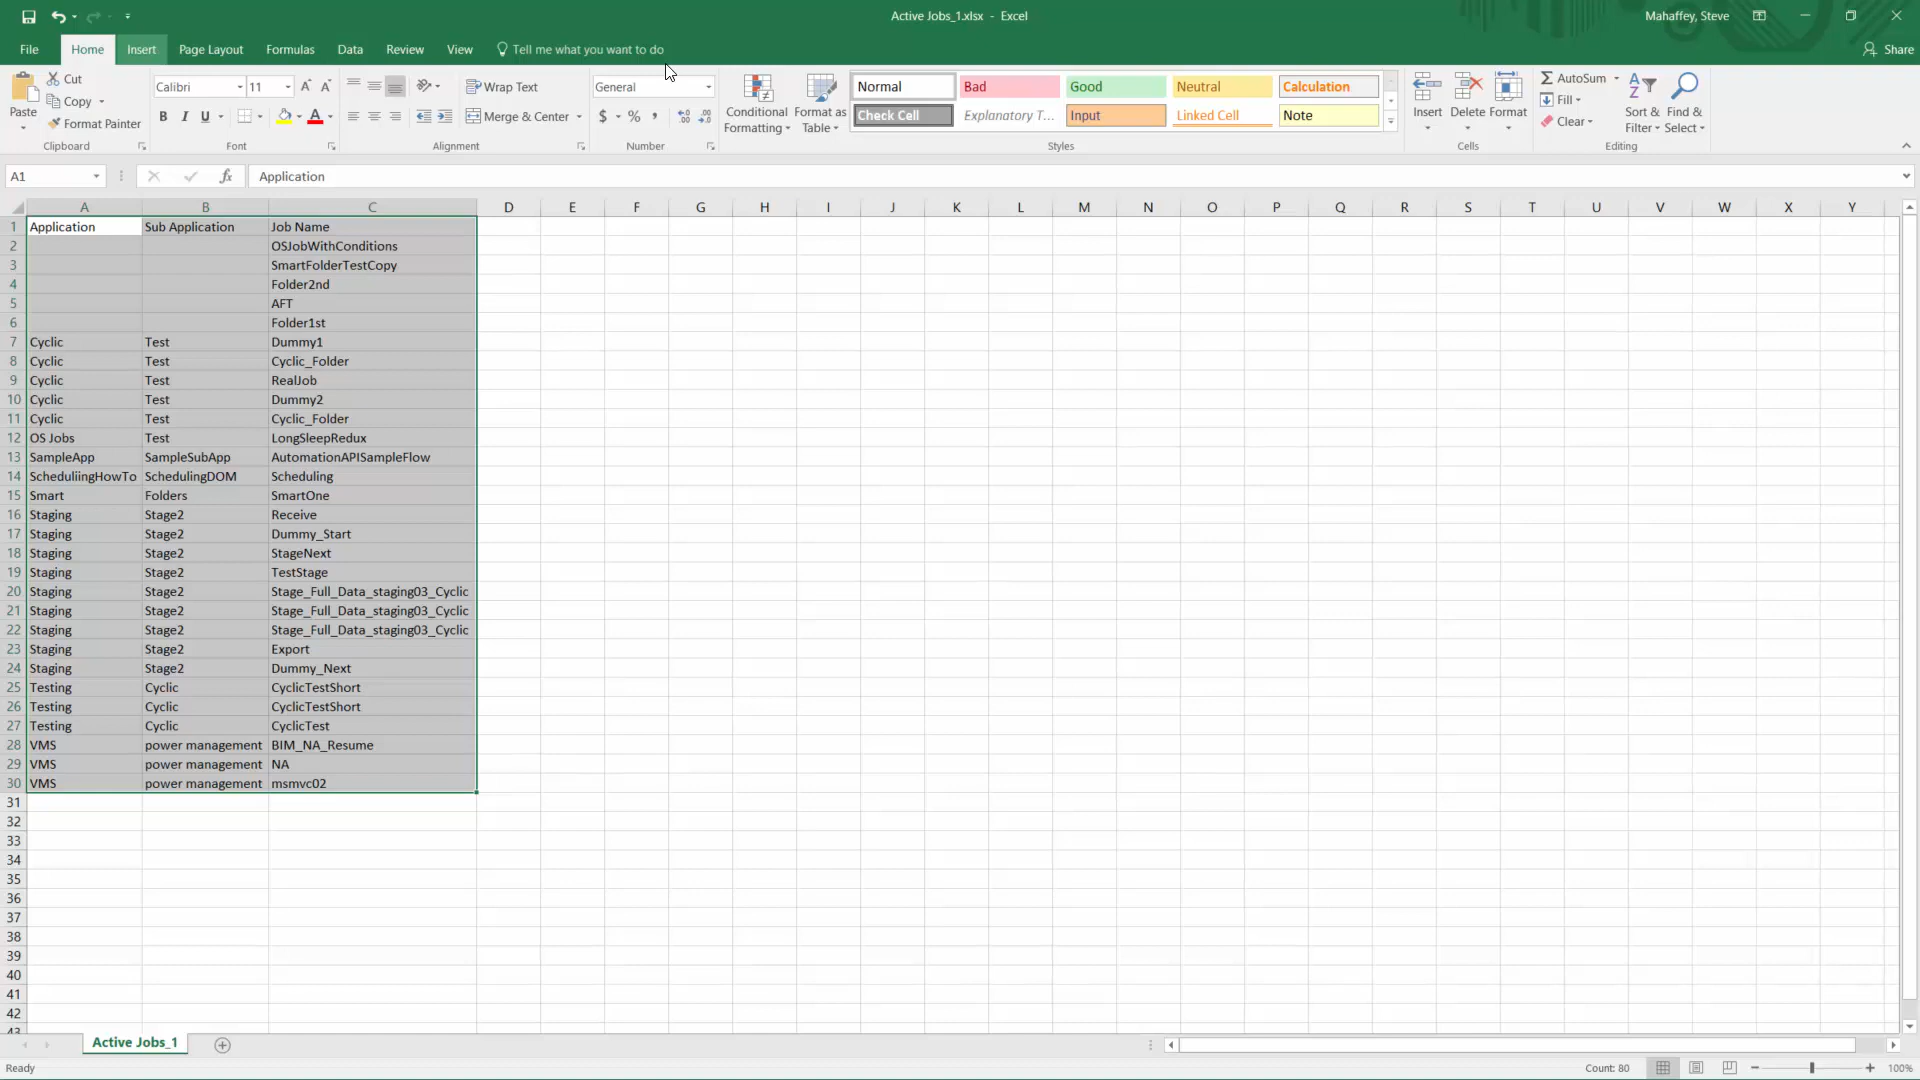 Active Jobs_1.xlsx - Excel
Mahaffey, Steve
File Home Insert Page Layout Formulas Data Review View Tell me what you want to do Share
Paste
Cut
Copy
Format Painter
Clipboard
Calibri 11 A A
B I U A
Font
Wrap Text
Merge & Center
Alignment
General
$ % ,
Number
Conditional Formatting
Format as Table
Normal Bad Good Neutral Calculation
Check Cell Explanatory T... Input Linked Cell Note
Styles
Insert Delete Format
Cells
AutoSum
Fill
Clear
Sort & Filter
Find & Select
Editing
A1 fx Application
A B C D E F G H I J K L M N O P Q R S T U V W X Y
1 Application Sub Application Job Name
2 OSJobWithConditions
3 SmartFolderTestCopy
4 Folder2nd
5 AFT
6 Folder1st
7 Cyclic Test Dummy1
8 Cyclic Test Cyclic_Folder
9 Cyclic Test RealJob
10 Cyclic Test Dummy2
11 Cyclic Test Cyclic_Folder
12 OS Jobs Test LongSleepRedux
13 SampleApp SampleSubApp AutomationAPISampleFlow
14 ScheduliingHowTo SchedulingDOM Scheduling
15 Smart Folders SmartOne
16 Staging Stage2 Receive
17 Staging Stage2 Dummy_Start
18 Staging Stage2 StageNext
19 Staging Stage2 TestStage
20 Staging Stage2 Stage_Full_Data_staging03_Cyclic
21 Staging Stage2 Stage_Full_Data_staging03_Cyclic
22 Staging Stage2 Stage_Full_Data_staging03_Cyclic
23 Staging Stage2 Export
24 Staging Stage2 Dummy_Next
25 Testing Cyclic CyclicTestShort
26 Testing Cyclic CyclicTestShort
27 Testing Cyclic CyclicTest
28 VMS power management BIM_NA_Resume
29 VMS power management NA
30 VMS power management msmvc02
31
32
33
34
35
36
37
38
39
40
41
42
43
Active Jobs_1
Ready Count: 80 100%